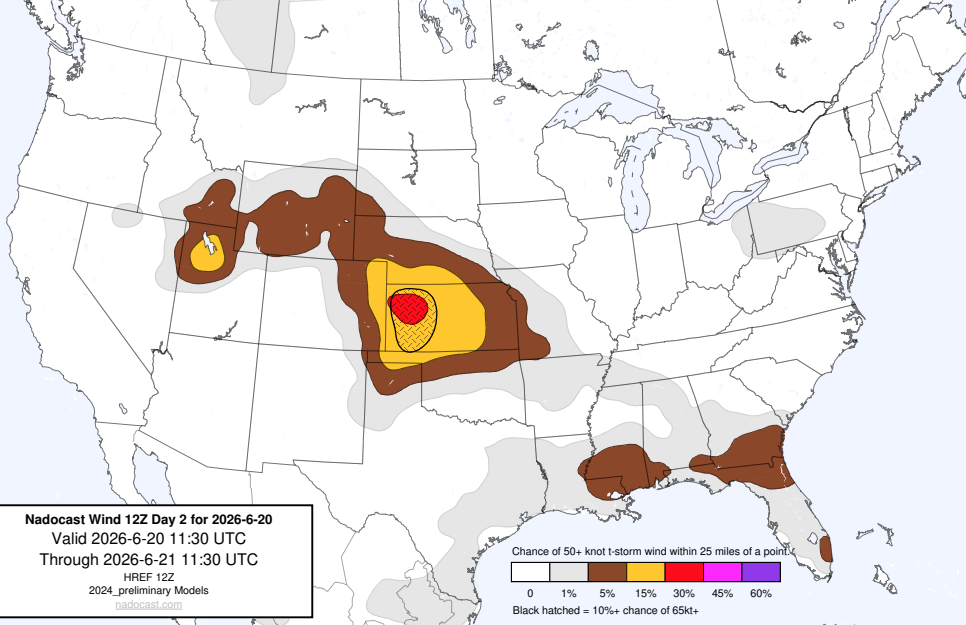 Nadocast Wind 12Z Day 2 for 2026-6-20
Valid 2026-6-20 11:30 UTC
Through 2026-6-21 11:30 UTC
HREF 12Z
2024_preliminary Models
nadocast.com
Chance of 50+ knot t-storm wind within 25 miles of a point.
0 1% 5% 15% 30% 45% 60%
Black hatched = 10%+ chance of 65kt+